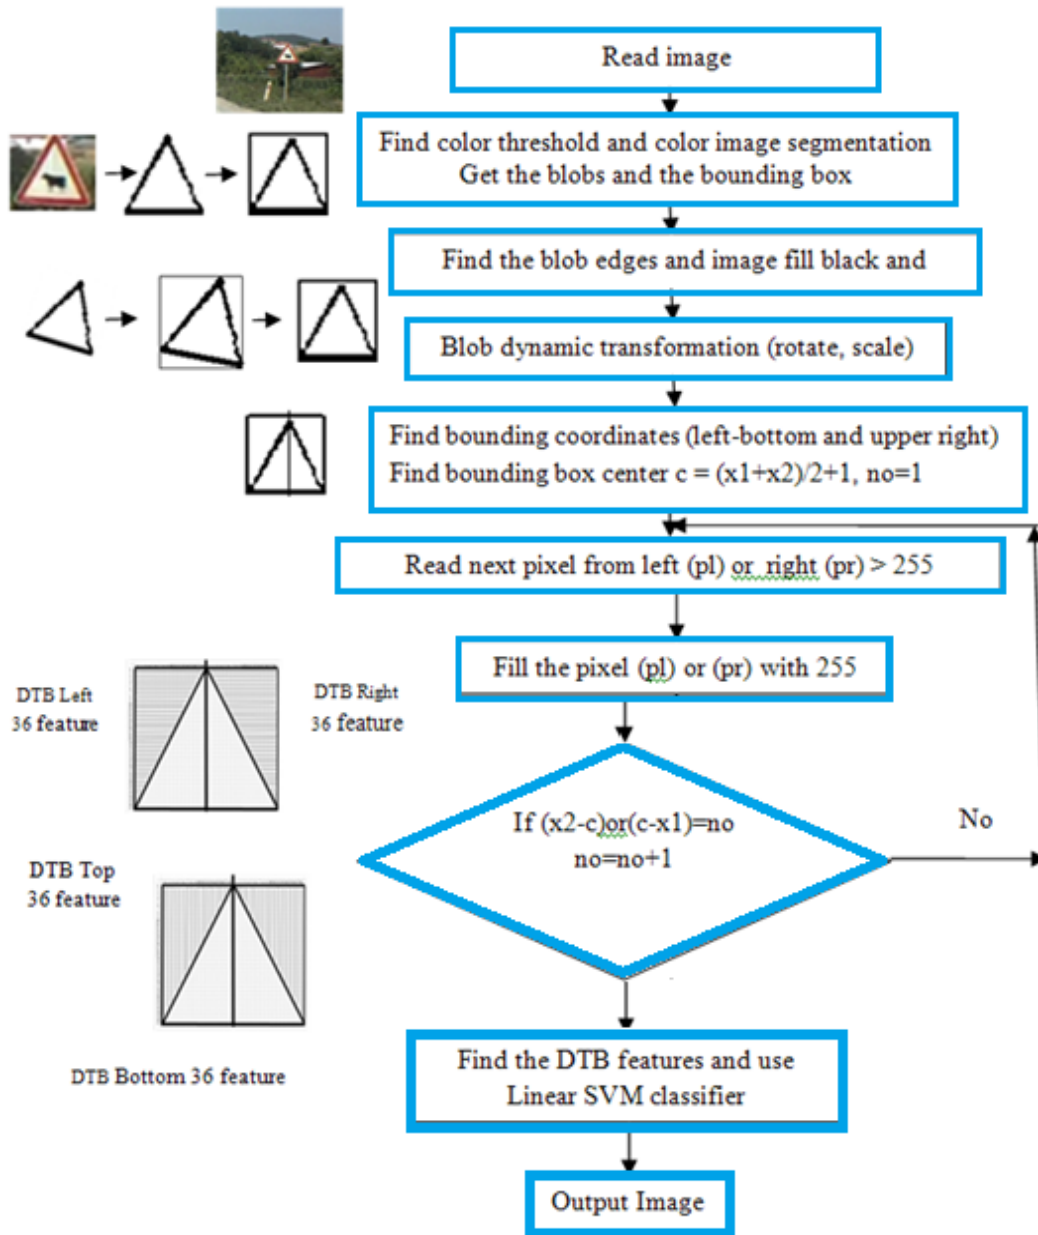 Read image
Find color threshold and color image segmentation
Get the blobs and the bounding box
Find the blob edges and image fill black and
Blob dynamic transformation (rotate, scale)
Find bounding coordinates (left-bottom and upper right)
Find bounding box center c = (x1+x2)/2+1, no=1
Read next pixel from left (pl) or right (pr) > 255
Fill the pixel (pl) or (pr) with 255
DTB Left
36 feature
DTB Right
36 feature
If (x2-c)or(c-x1)=no
no=no+1
No
DTB Top
36 feature
DTB Bottom 36 feature
Find the DTB features and use
Linear SVM classifier
Output Image